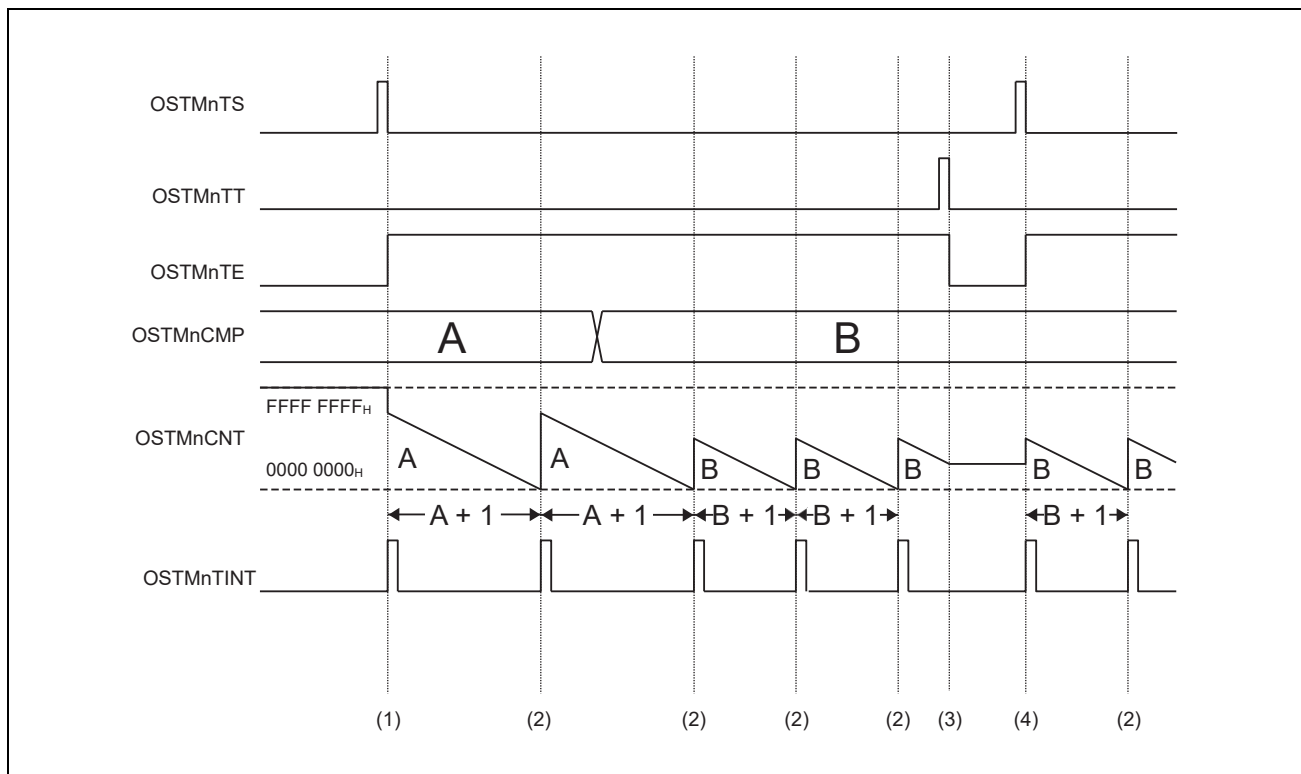 OSTMnTS
OSTMnTT
OSTMnTE
OSTMnCMP
A B
FFFF FFFFH
OSTMnCNT
0000 0000H
A A B B B B B
A + 1 A + 1 B + 1 B + 1 B + 1
OSTMnTINT
(1) (2) (2) (2) (2) (3) (4) (2)